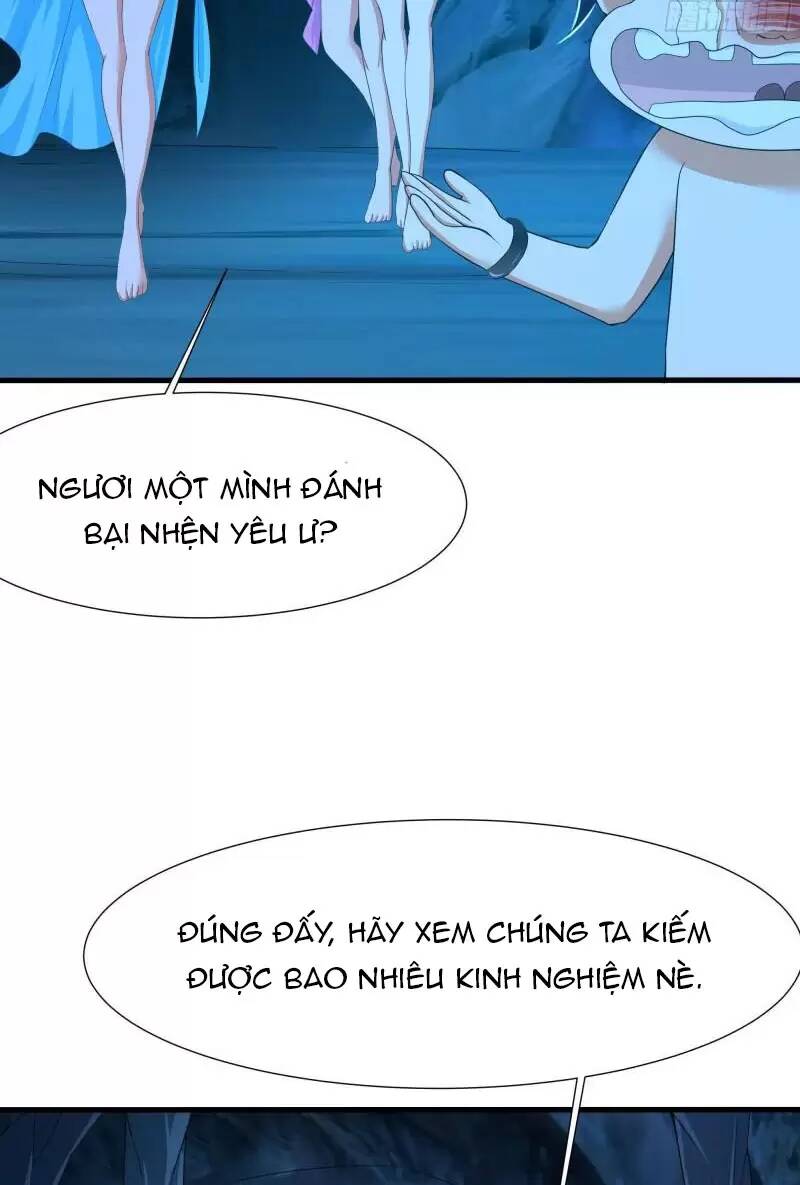 NGƯƠI MỘT MÌNH ĐÁNH
BẠI NHỆN YÊU Ư?
ĐÚNG ĐẤY, HÃY XEM CHÚNG TA KIẾM
ĐƯỢC BAO NHIÊU KINH NGHIỆM NÈ.